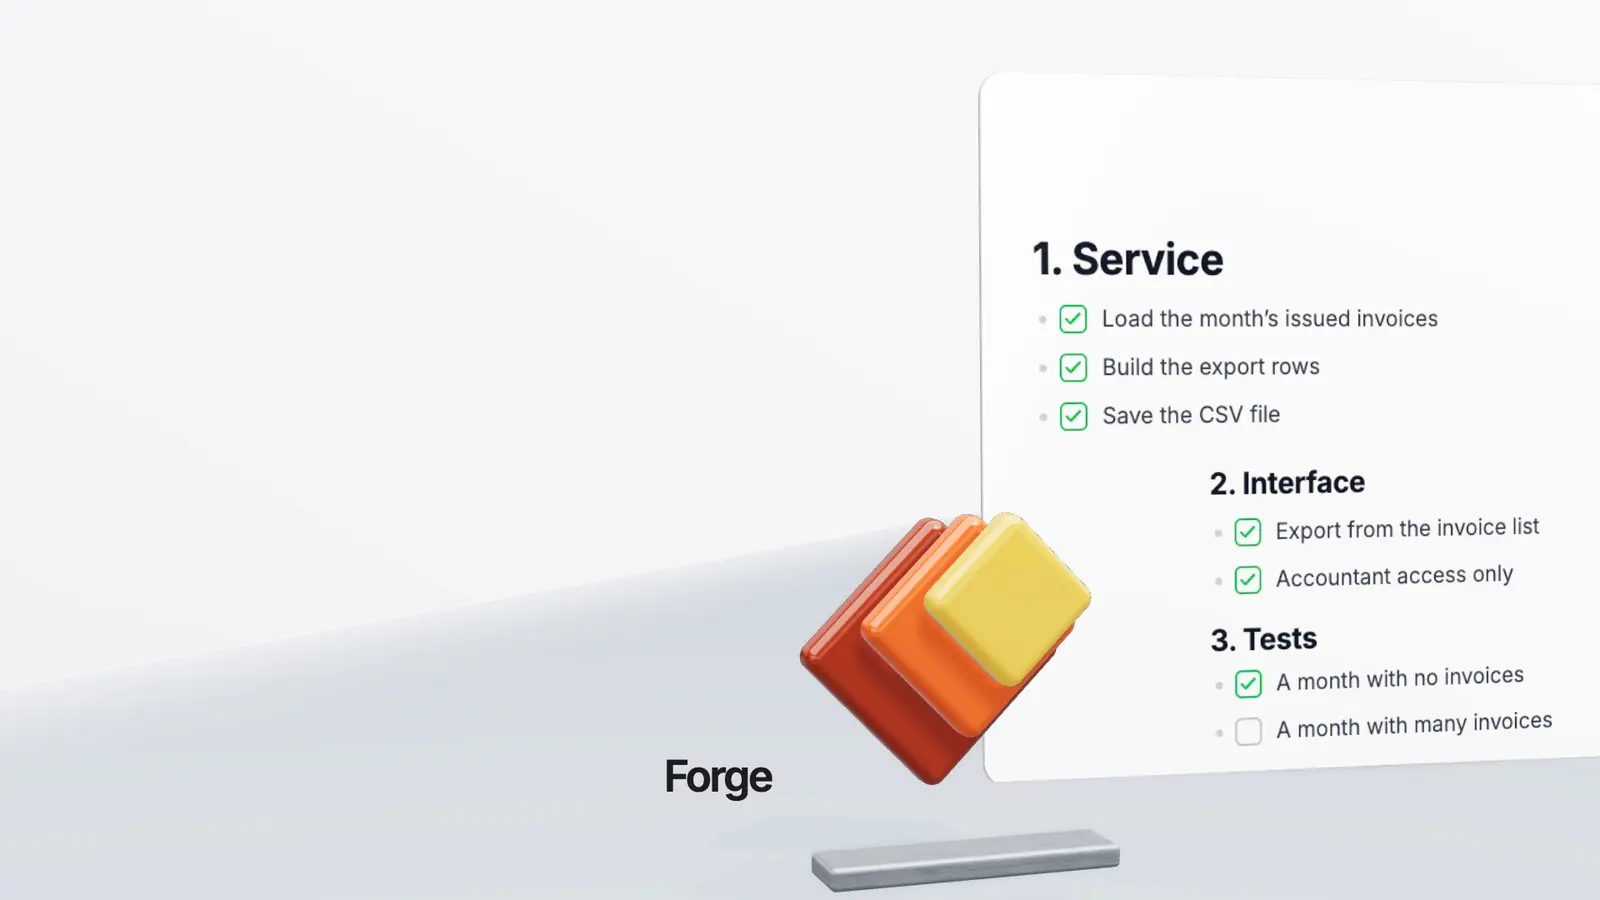 1. Service
Load the month’s issued invoices
Build the export rows
Save the CSV file
2. Interface
Export from the invoice list
Accountant access only
3. Tests
A month with no invoices
A month with many invoices
Forge